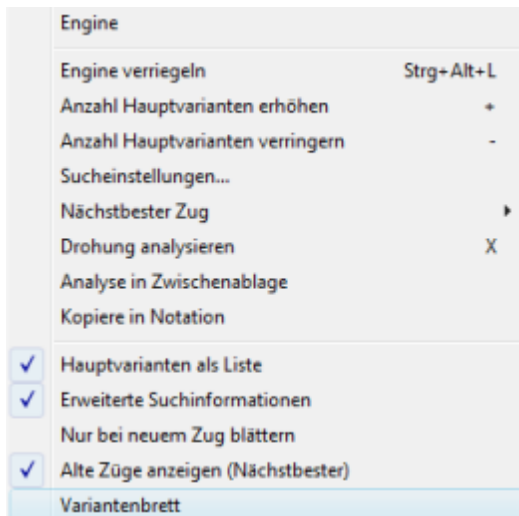 Engine
Engine verriegeln Strg+Alt+L
Anzahl Hauptvarianten erhöhen +
Anzahl Hauptvarianten verringern -
Sucheinstellungen...
Nächstbester Zug
Drohung analysieren X
Analyse in Zwischenablage
Kopiere in Notation
Hauptvarianten als Liste
Erweiterte Suchinformationen
Nur bei neuem Zug blättern
Alte Züge anzeigen (Nächstbester)
Variantenbrett